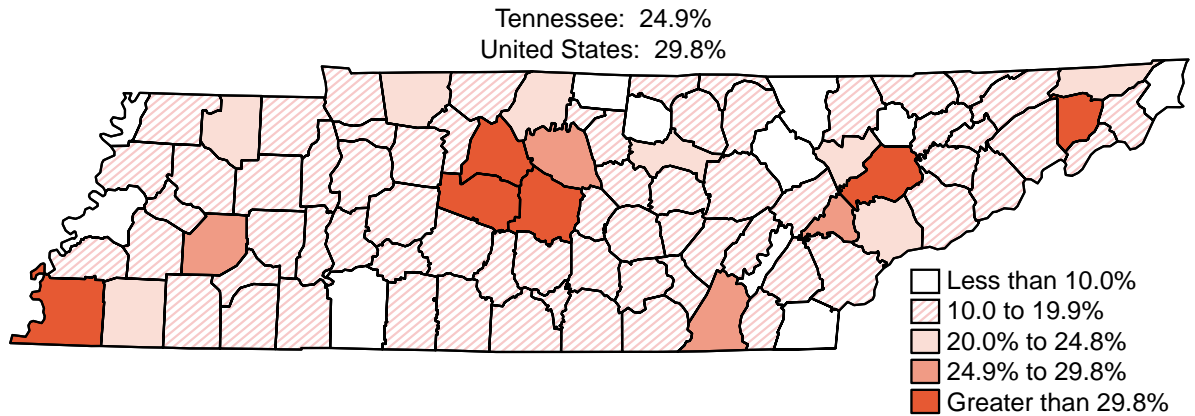 Tennessee: 24.9%
United States: 29.8%
Less than 10.0%
10.0 to 19.9%
20.0% to 24.8%
24.9% to 29.8%
Greater than 29.8%